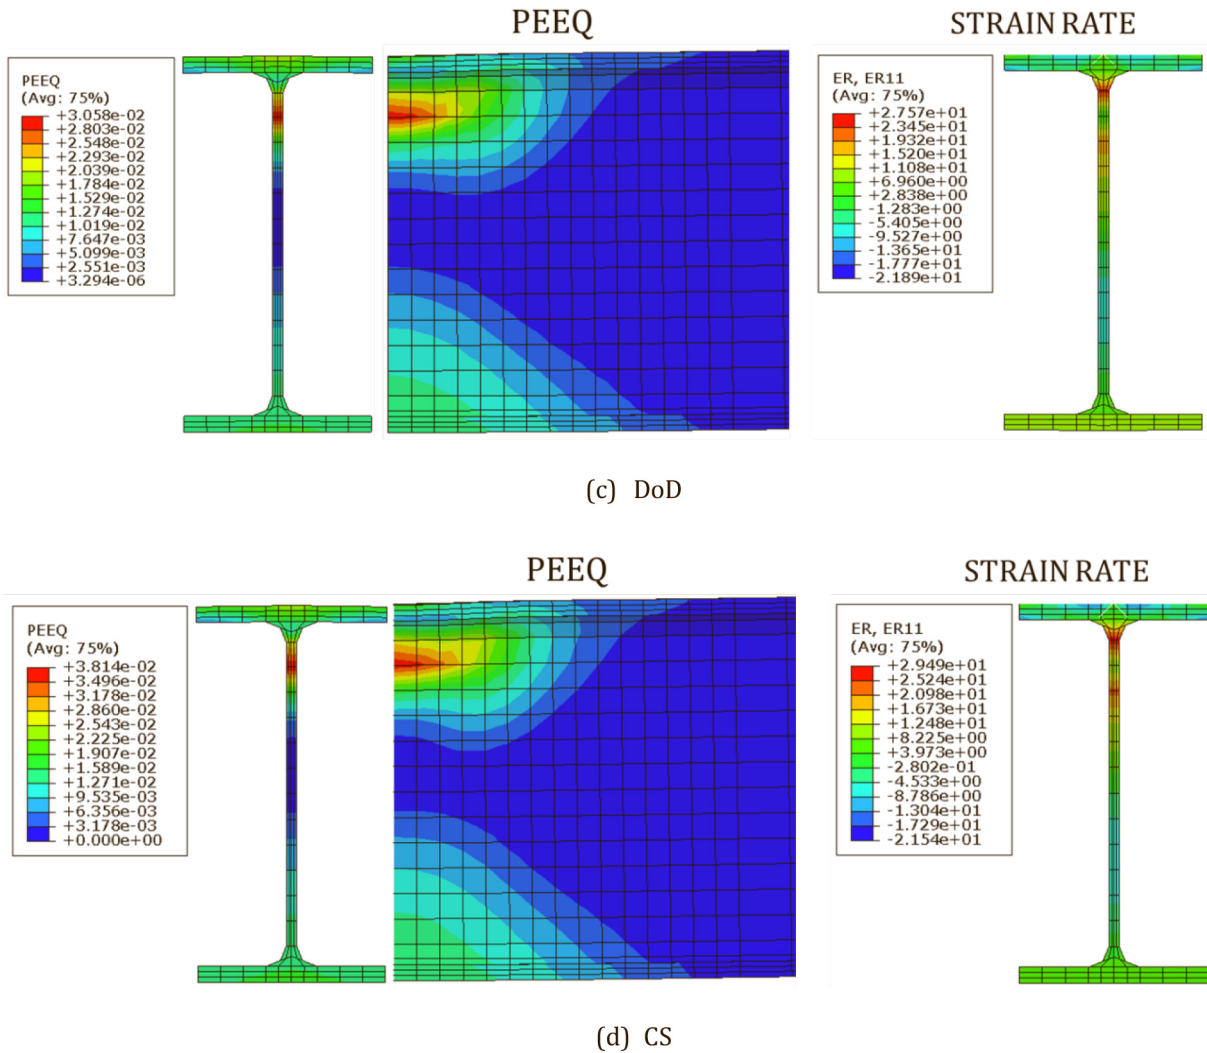 PEEQ
STRAIN RATE
PEEQ
(Avg: 75%)
+3.058e-02
+2.803e-02
+2.548e-02
+2.293e-02
+2.039e-02
+1.784e-02
+1.529e-02
+1.274e-02
+1.019e-02
+7.647e-03
+5.099e-03
+2.551e-03
+3.294e-06
ER, ER11
(Avg: 75%)
+2.757e+01
+2.345e+01
+1.932e+01
+1.520e+01
+1.108e+01
+6.960e+00
+2.838e+00
-1.283e+00
-5.405e+00
-9.527e+00
-1.365e+01
-1.777e+01
-2.189e+01
(c) DoD
PEEQ
STRAIN RATE
PEEQ
(Avg: 75%)
+3.814e-02
+3.496e-02
+3.178e-02
+2.860e-02
+2.543e-02
+2.225e-02
+1.907e-02
+1.589e-02
+1.271e-02
+9.535e-03
+6.356e-03
+3.178e-03
+0.000e+00
ER, ER11
(Avg: 75%)
+2.949e+01
+2.524e+01
+2.098e+01
+1.673e+01
+1.248e+01
+8.225e+00
+3.973e+00
-2.802e-01
-4.533e+00
-8.786e+00
-1.304e+01
-1.729e+01
-2.154e+01
(d) CS